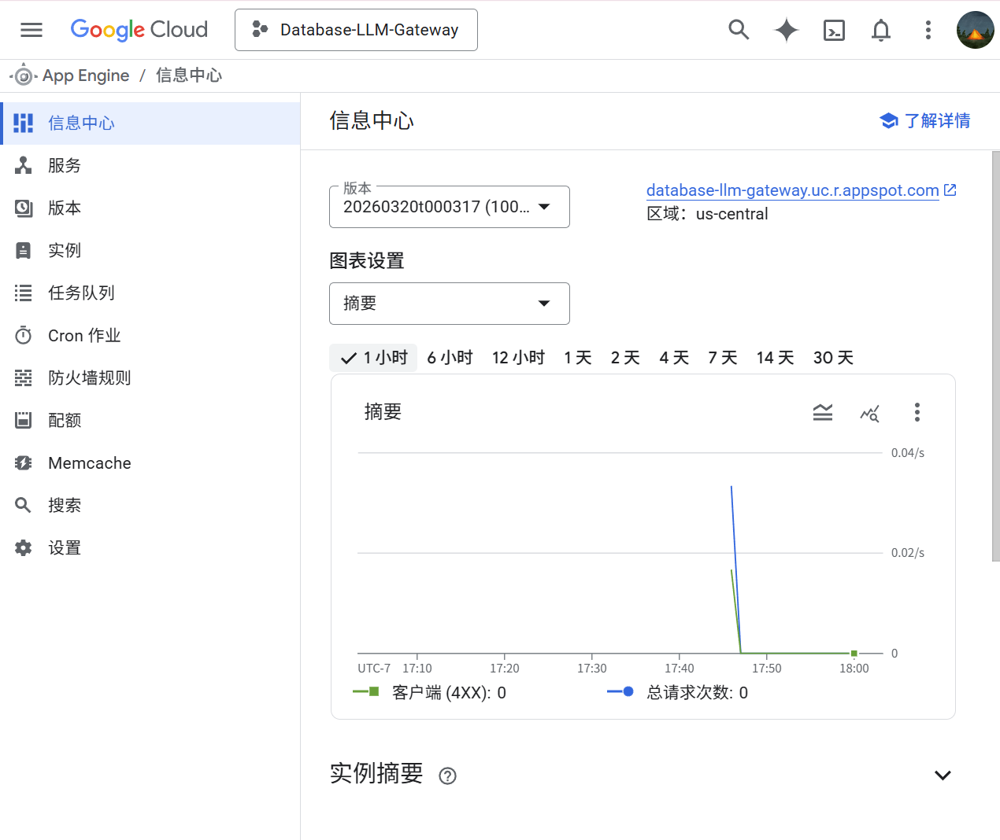 Google Cloud
Database-LLM-Gateway
App Engine / 信息中心
信息中心
服务
版本
实例
任务队列
Cron 作业
防火墙规则
配额
Memcache
搜索
设置
信息中心
了解详情
版本
20260320t000317 (100...
database-llm-gateway.uc.r.appspot.com
区域：us-central
图表设置
摘要
1 小时 6 小时 12 小时 1 天 2 天 4 天 7 天 14 天 30 天
摘要
0.04/s
0.02/s
0
UTC-7 17:10 17:20 17:30 17:40 17:50 18:00
客户端 (4XX): 0 总请求次数: 0
实例摘要